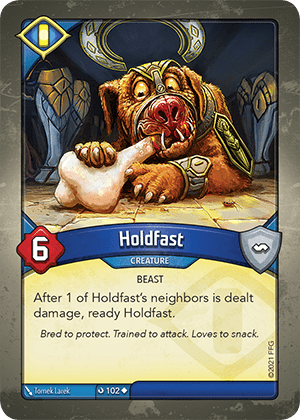 Holdfast
6
CREATURE
BEAST
After 1 of Holdfast's neighbors is dealt
damage, ready Holdfast.
Bred to protect. Trained to attack. Loves to snack.
©2021 FFG
Tomek Larek
102